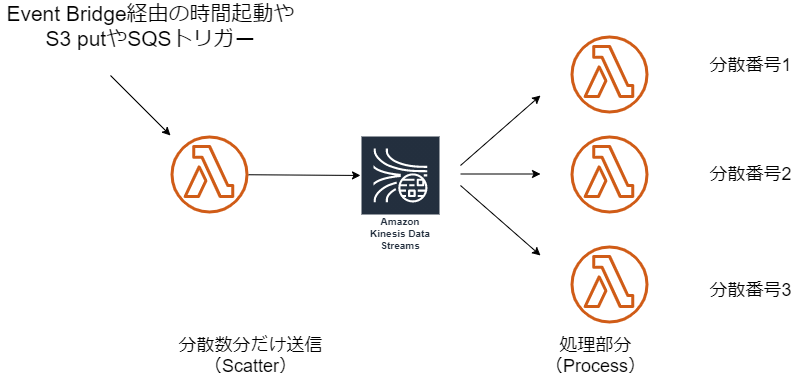 Event Bridge経由の時間起動や
S3 putやSQSトリガー
分散番号1
分散番号2
Amazon
Kinesis Data
Streams
分散番号3
分散数分だけ送信
（Scatter）
処理部分
（Process）